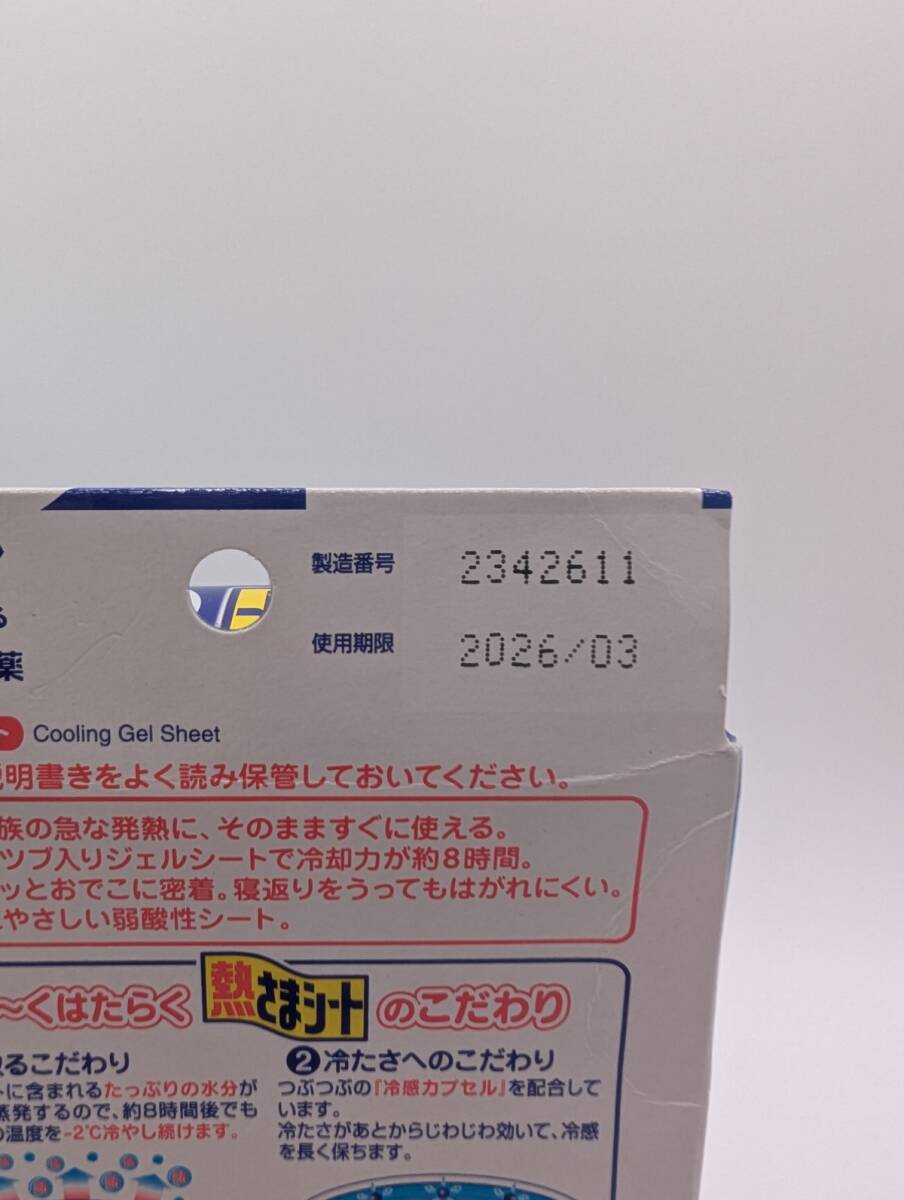 製造番号 2342611
る
使用期限 2026/03
薬
ト Cooling Gel Sheet
説明書きをよく読み保管しておいてください。
族の急な発熱に、そのまますぐに使える。
ツブ入りジェルシートで冷却力が約8時間。
ッとおでこに密着。寝返りをうってもはがれにくい。
にやさしい弱酸性シート。
～くはたらく 熱さまシート のこだわり
るこだわり
トに含まれるたっぷりの水分が
蒸発するので、約8時間後でも
の温度を-2℃冷やし続けます。
❷冷たさへのこだわり
つぶつぶの『冷感カプセル』を配合して
います。
冷たさがあとからじわじわ効いて、冷感
を長く保ちます。